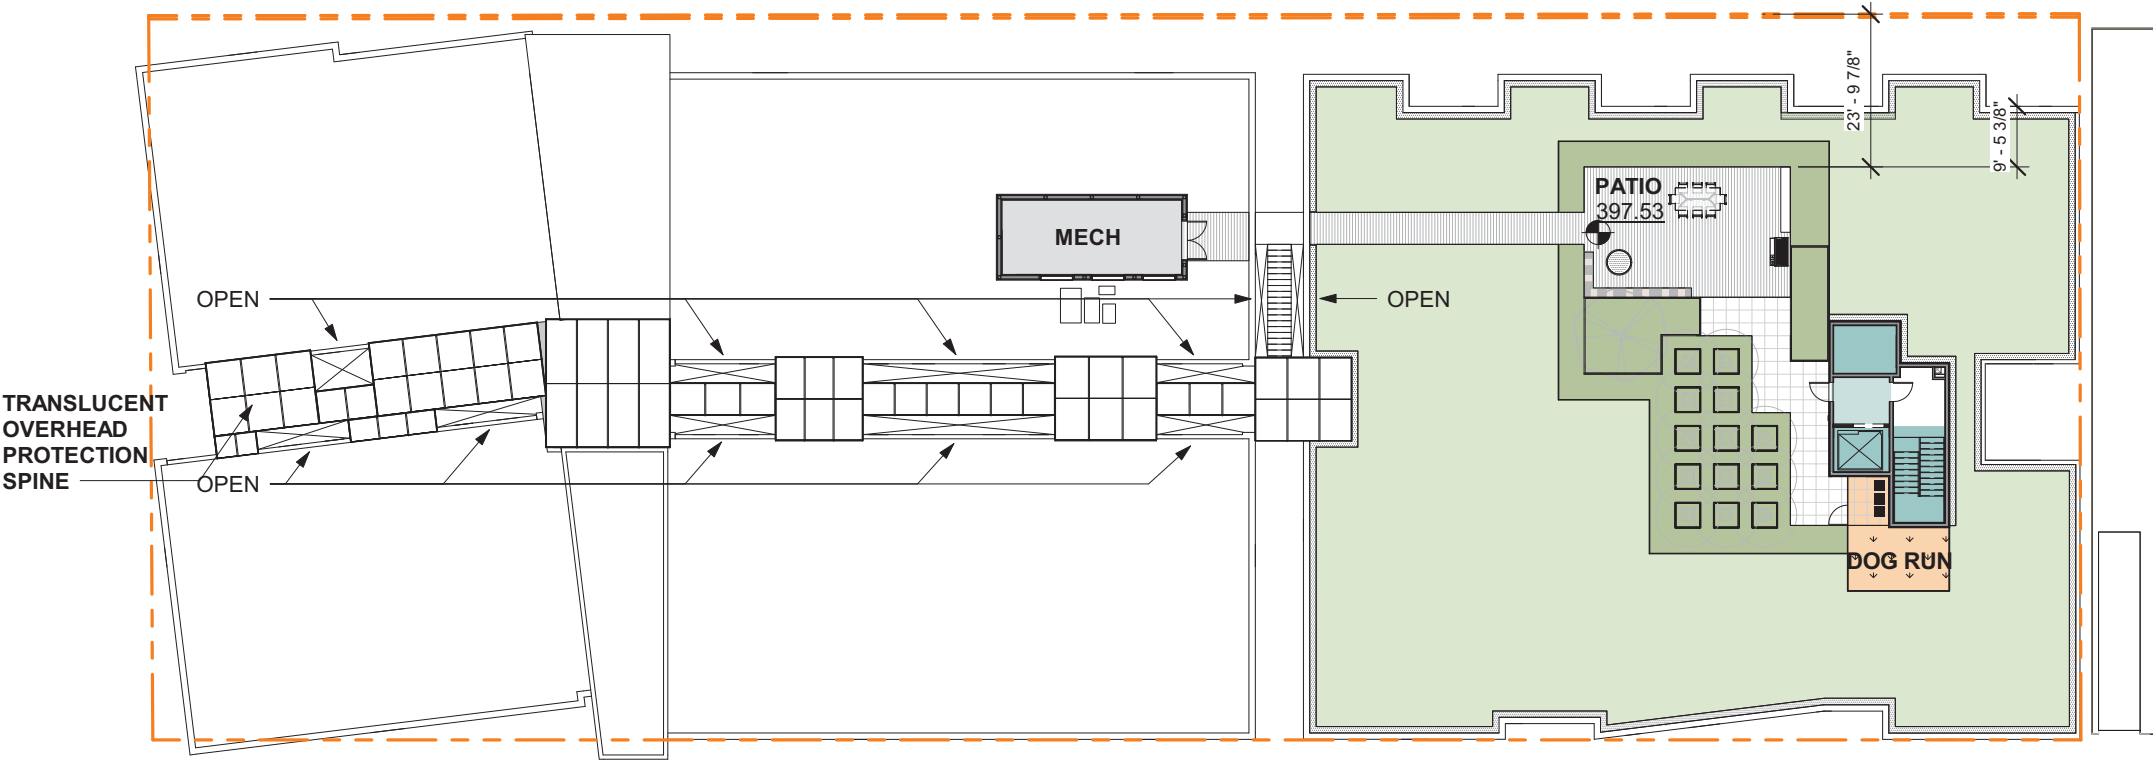 23' - 9 7/8"
9' - 5 3/8"
PATIO
397.53
MECH
OPEN
OPEN
TRANSLUCENT
OVERHEAD
PROTECTION
SPINE
OPEN
DOG RUN